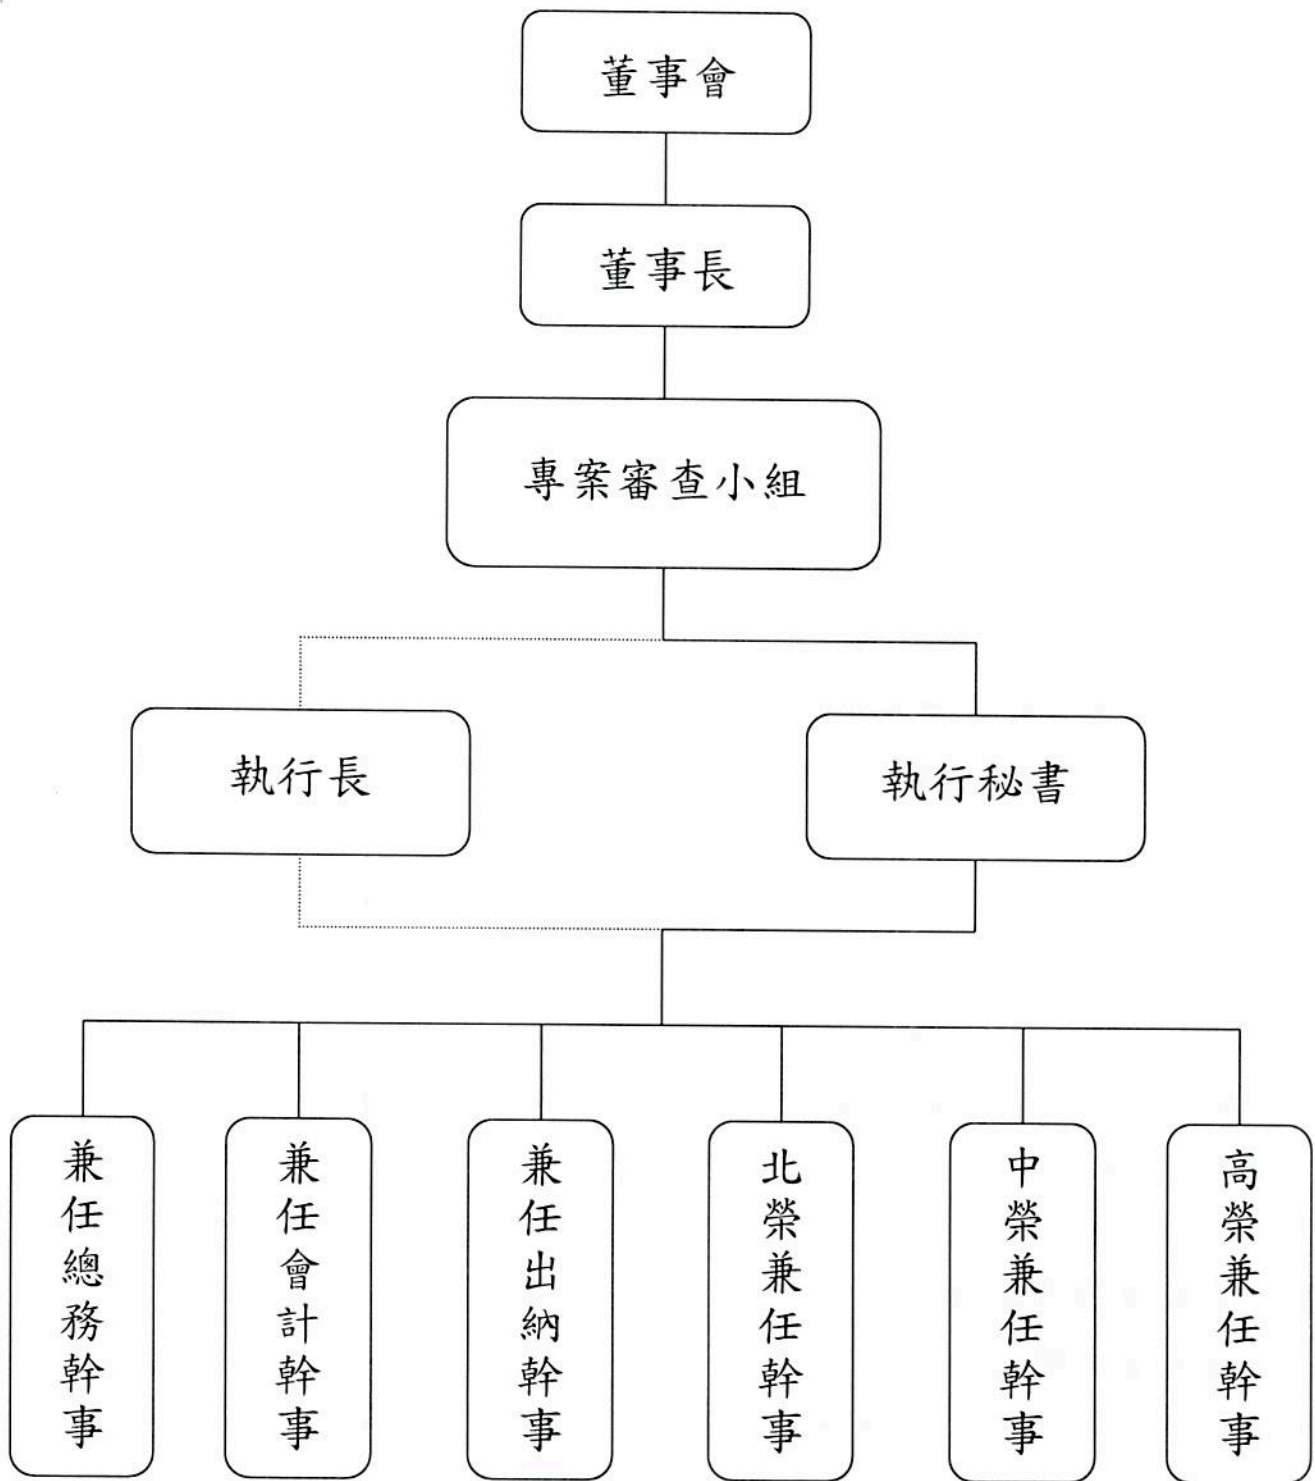 董事會
董事長
專案審查小組
執行長
執行秘書
兼任總務幹事
兼任會計幹事
兼任出納幹事
北榮兼任幹事
中榮兼任幹事
高榮兼任幹事